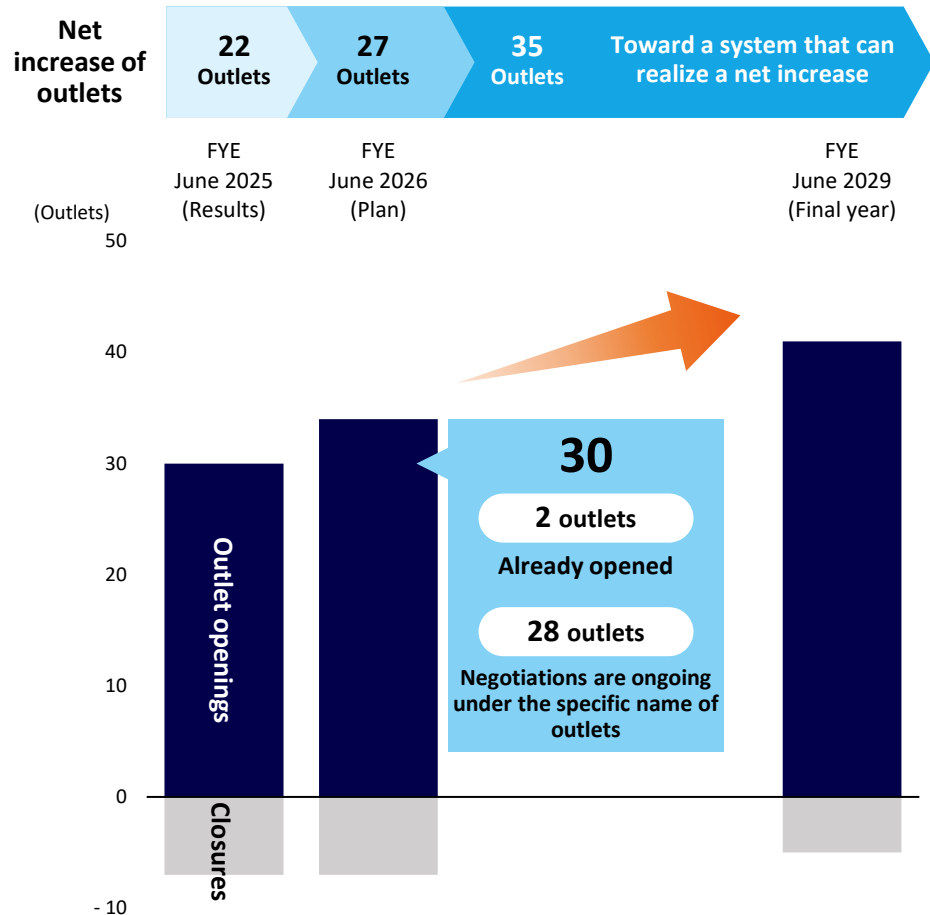 Net
increase of
outlets
22
Outlets
27
Outlets
35
Outlets
Toward a system that can
realize a net increase
FYE
June 2025
(Results)
FYE
June 2026
(Plan)
FYE
June 2029
(Final year)
(Outlets)
50
40
30
20
10
0
- 10
Outlet openings
Closures
30
2 outlets
Already opened
28 outlets
Negotiations are ongoing
under the specific name of
outlets